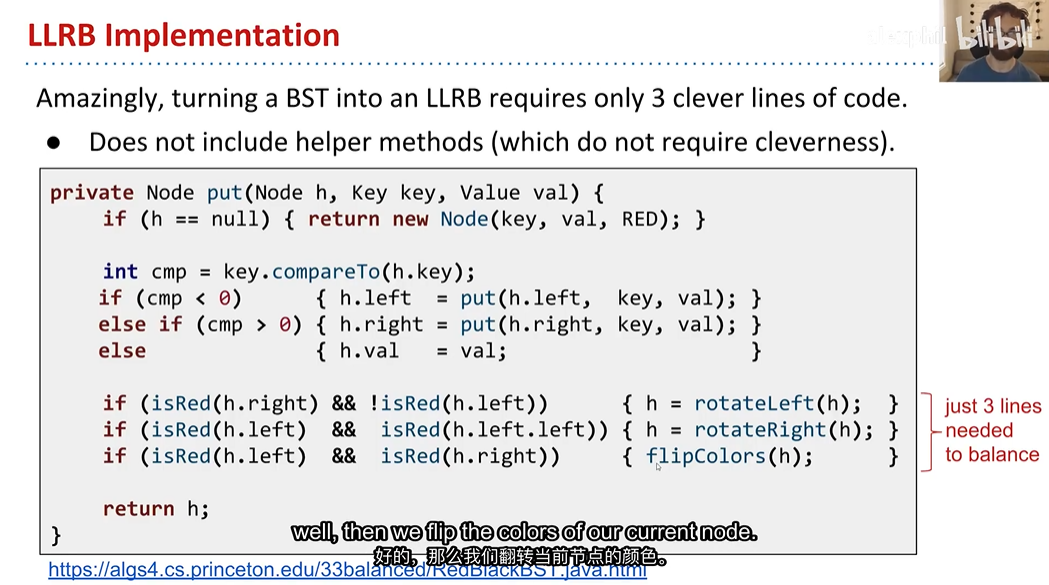 LLRB Implementation
bilibili
Amazingly, turning a BST into an LLRB requires only 3 clever lines of code.
● Does not include helper methods (which do not require cleverness).
private Node put(Node h, Key key, Value val) {
if (h == null) { return new Node(key, val, RED); }
int cmp = key.compareTo(h.key);
if (cmp < 0) { h.left = put(h.left, key, val); }
else if (cmp > 0) { h.right = put(h.right, key, val); }
else { h.val = val; }
if (isRed(h.right) && !isRed(h.left)) { h = rotateLeft(h); }
if (isRed(h.left) && isRed(h.left.left)) { h = rotateRight(h); }
if (isRed(h.left) && isRed(h.right)) { flipColors(h); }
just 3 lines
needed
to balance
return h;
}
well, then we flip the colors of our current node.
好的，那么我们翻转当前节点的颜色。
https://algs4.cs.princeton.edu/33balanced/RedBlackBST.java.html